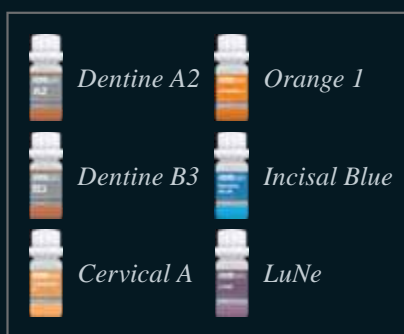 Dentine A2
Orange 1
Dentine B3
Incisal Blue
Cervical A
LuNe